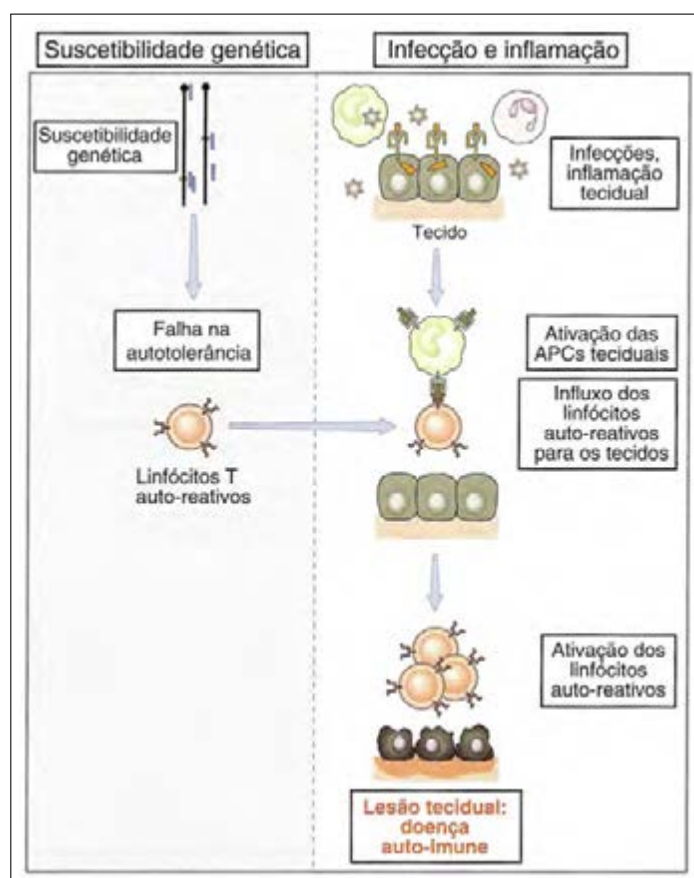 Suscetibilidade genética
Infecção e inflamação
Suscetibilidade
genética
Infecções,
inflamação
tecidual
Tecido
Falha na
autotolerância
Ativação das
APCs teciduais
Influxo dos
linfócitos
auto-reativos
para os tecidos
Linfócitos T
auto-reativos
Ativação dos
linfócitos
auto-reativos
Lesão tecidual:
doença
auto-imune